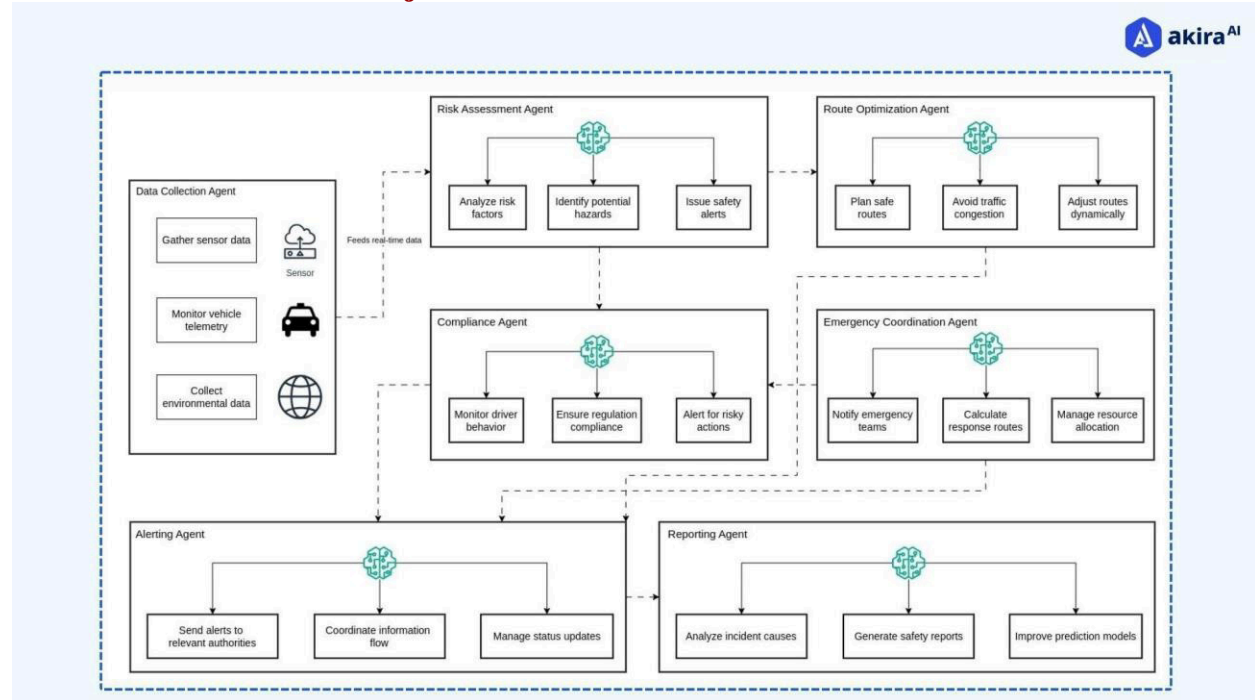 akira AI
Risk Assessment Agent
Analyze risk
factors
Identify potential
hazards
Issue safety
alerts
Route Optimization Agent
Plan safe
routes
Avoid traffic
congestion
Adjust routes
dynamically
Data Collection Agent
Gather sensor data
Sensor
Monitor vehicle
telemetry
Collect
environmental data
Feeds real-time data
Compliance Agent
Monitor driver
behavior
Ensure regulation
compliance
Alert for risky
actions
Emergency Coordination Agent
Notify emergency
teams
Calculate
response routes
Manage resource
allocation
Alerting Agent
Send alerts to
relevant authorities
Coordinate information
flow
Manage status updates
Reporting Agent
Analyze incident causes
Generate safety reports
Improve prediction models